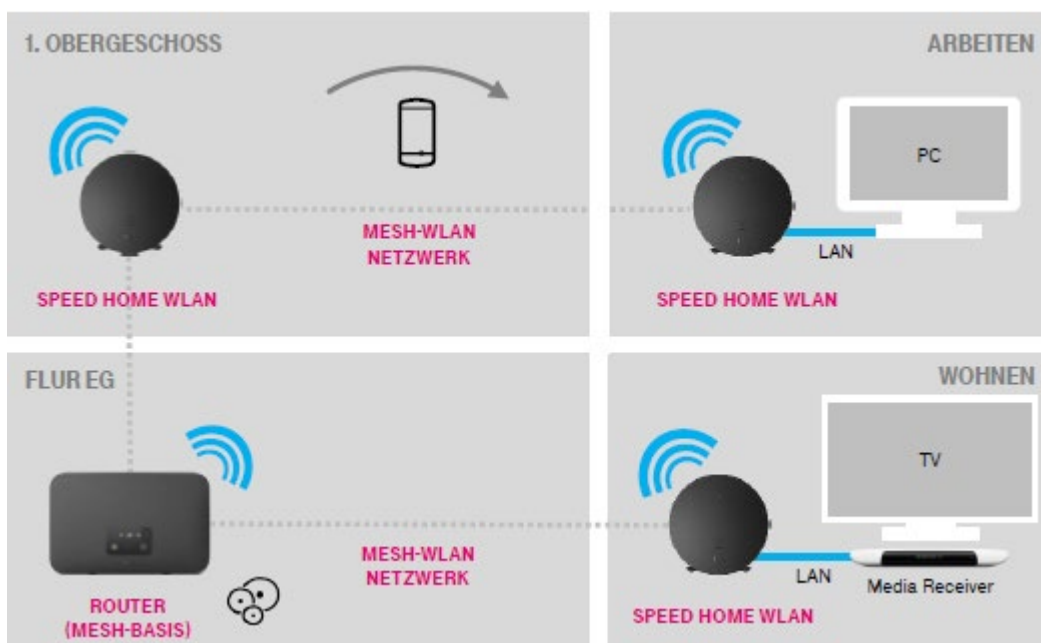 1. OBERGESCHOSS
MESH-WLAN
NETZWERK
SPEED HOME WLAN
ARBEITEN
PC
LAN
SPEED HOME WLAN
FLUR EG
MESH-WLAN
NETZWERK
ROUTER
(MESH-BASIS)
WOHNEN
TV
LAN
Media Receiver
SPEED HOME WLAN